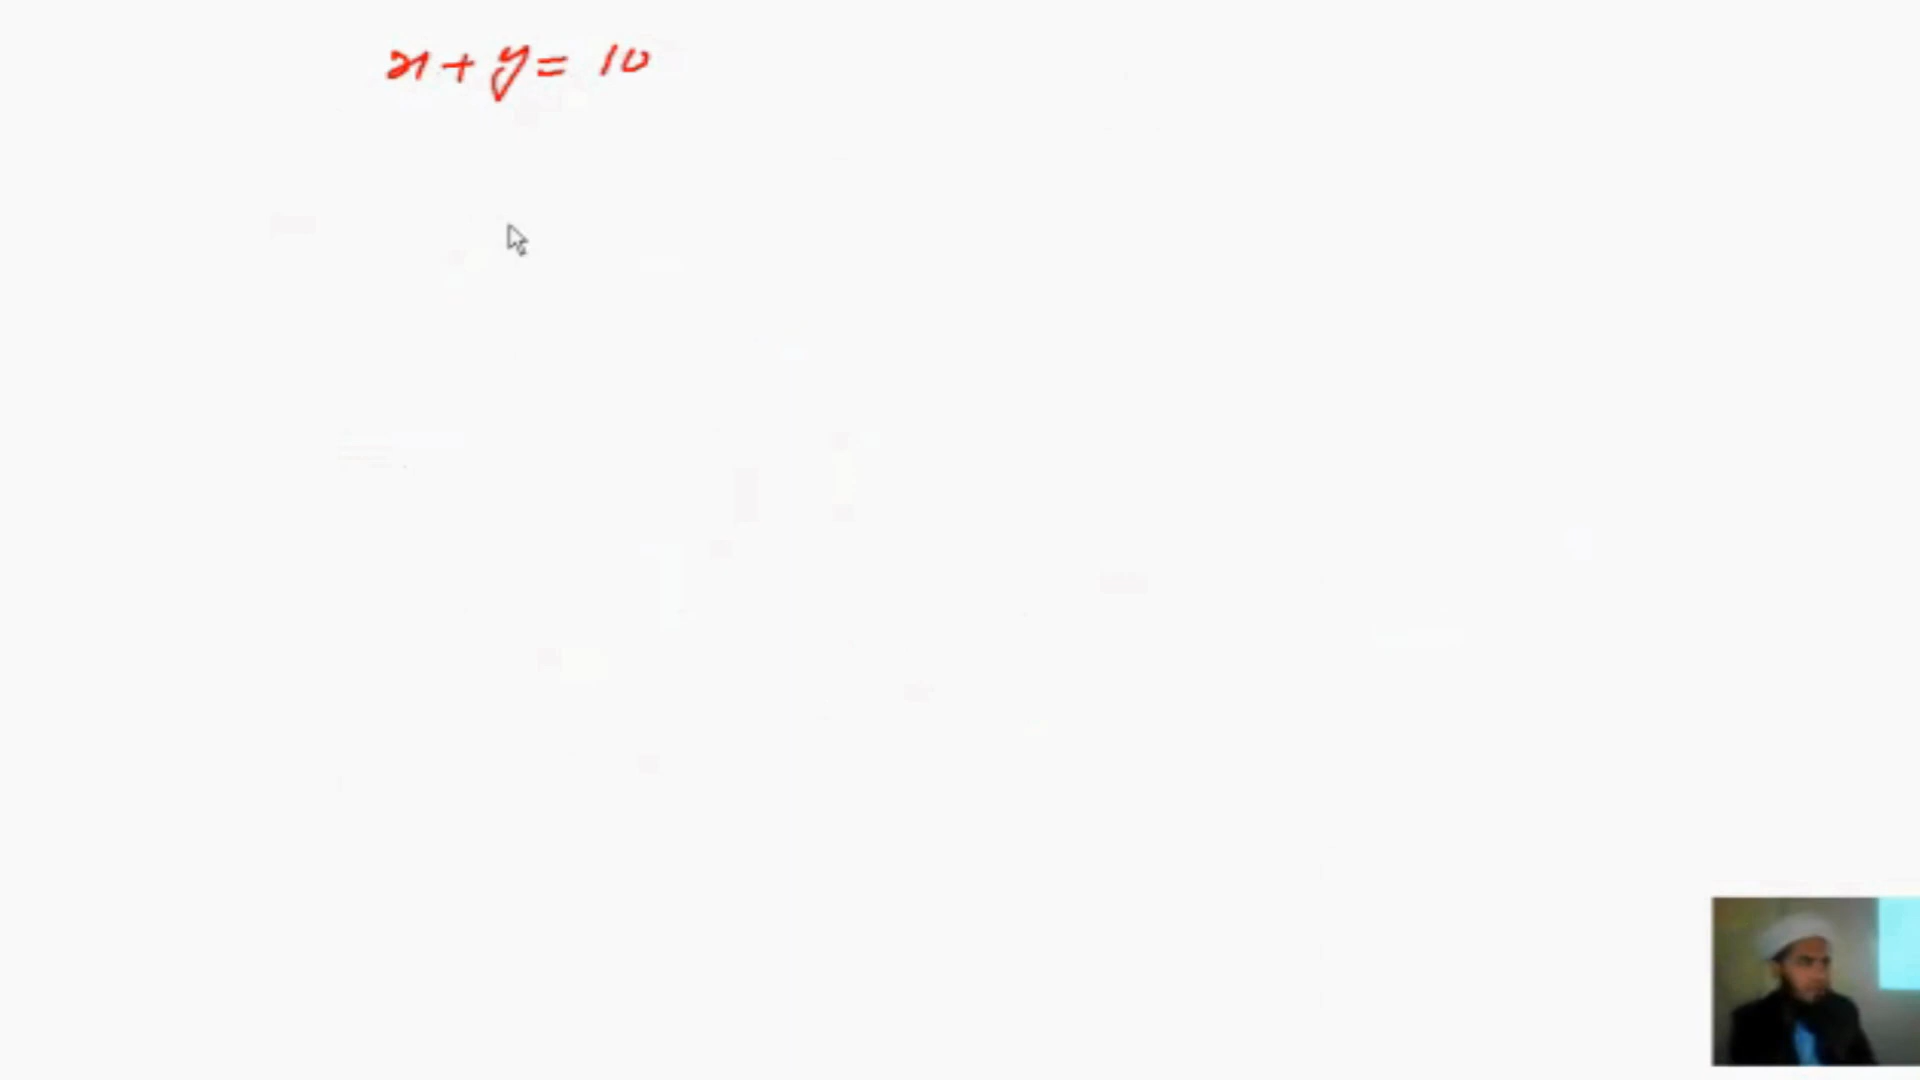 x + y = 10